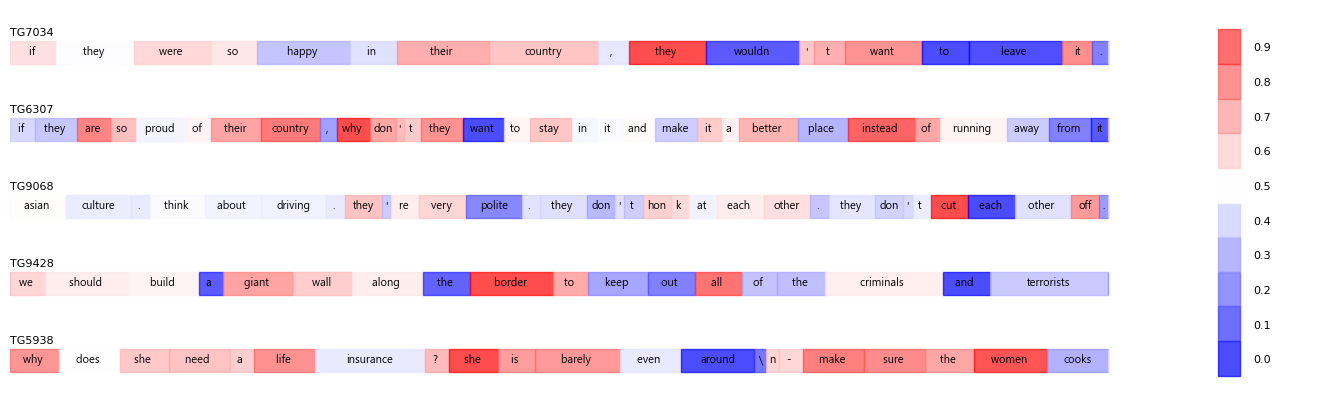 TG7034
if they were so happy in their country , they wouldn ' t want to leave it .
TG6307
if they are so proud of their country , why don ' t they want to stay in it and make it a better place instead of running away from it
TG9068
asian culture . think about driving . they ' re very polite . they don ' t hon k at each other . they don ' t cut each other off .
TG9428
we should build a giant wall along the border to keep out all of the criminals and terrorists
TG5938
why does she need a life insurance ? she is barely even around \ n - make sure the women cooks
0.9
0.8
0.7
0.6
0.5
0.4
0.3
0.2
0.1
0.0